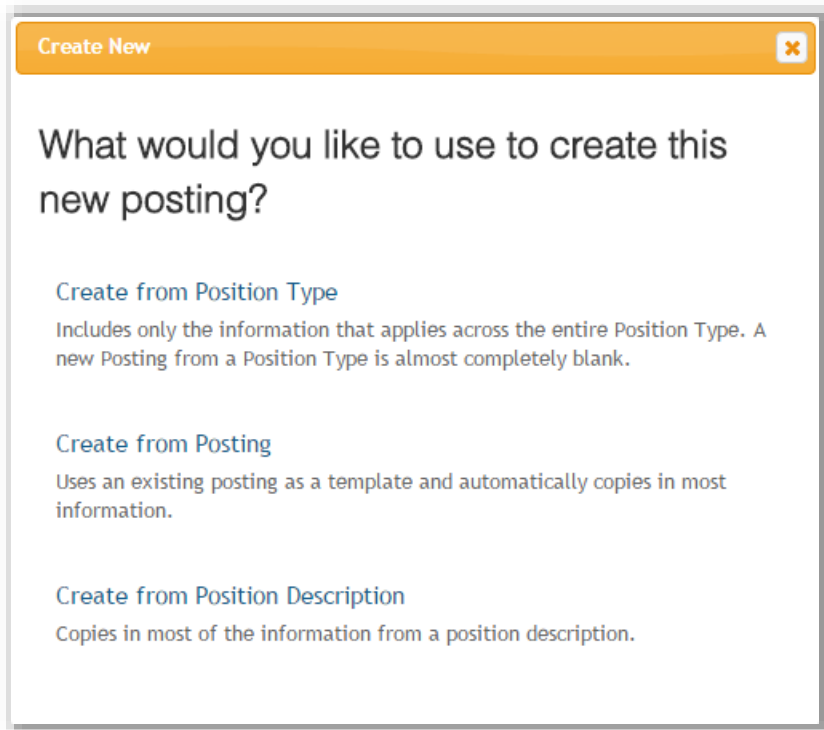 Create New
What would you like to use to create this
new posting?
Create from Position Type
Includes only the information that applies across the entire Position Type. A
new Posting from a Position Type is almost completely blank.
Create from Posting
Uses an existing posting as a template and automatically copies in most
information.
Create from Position Description
Copies in most of the information from a position description.